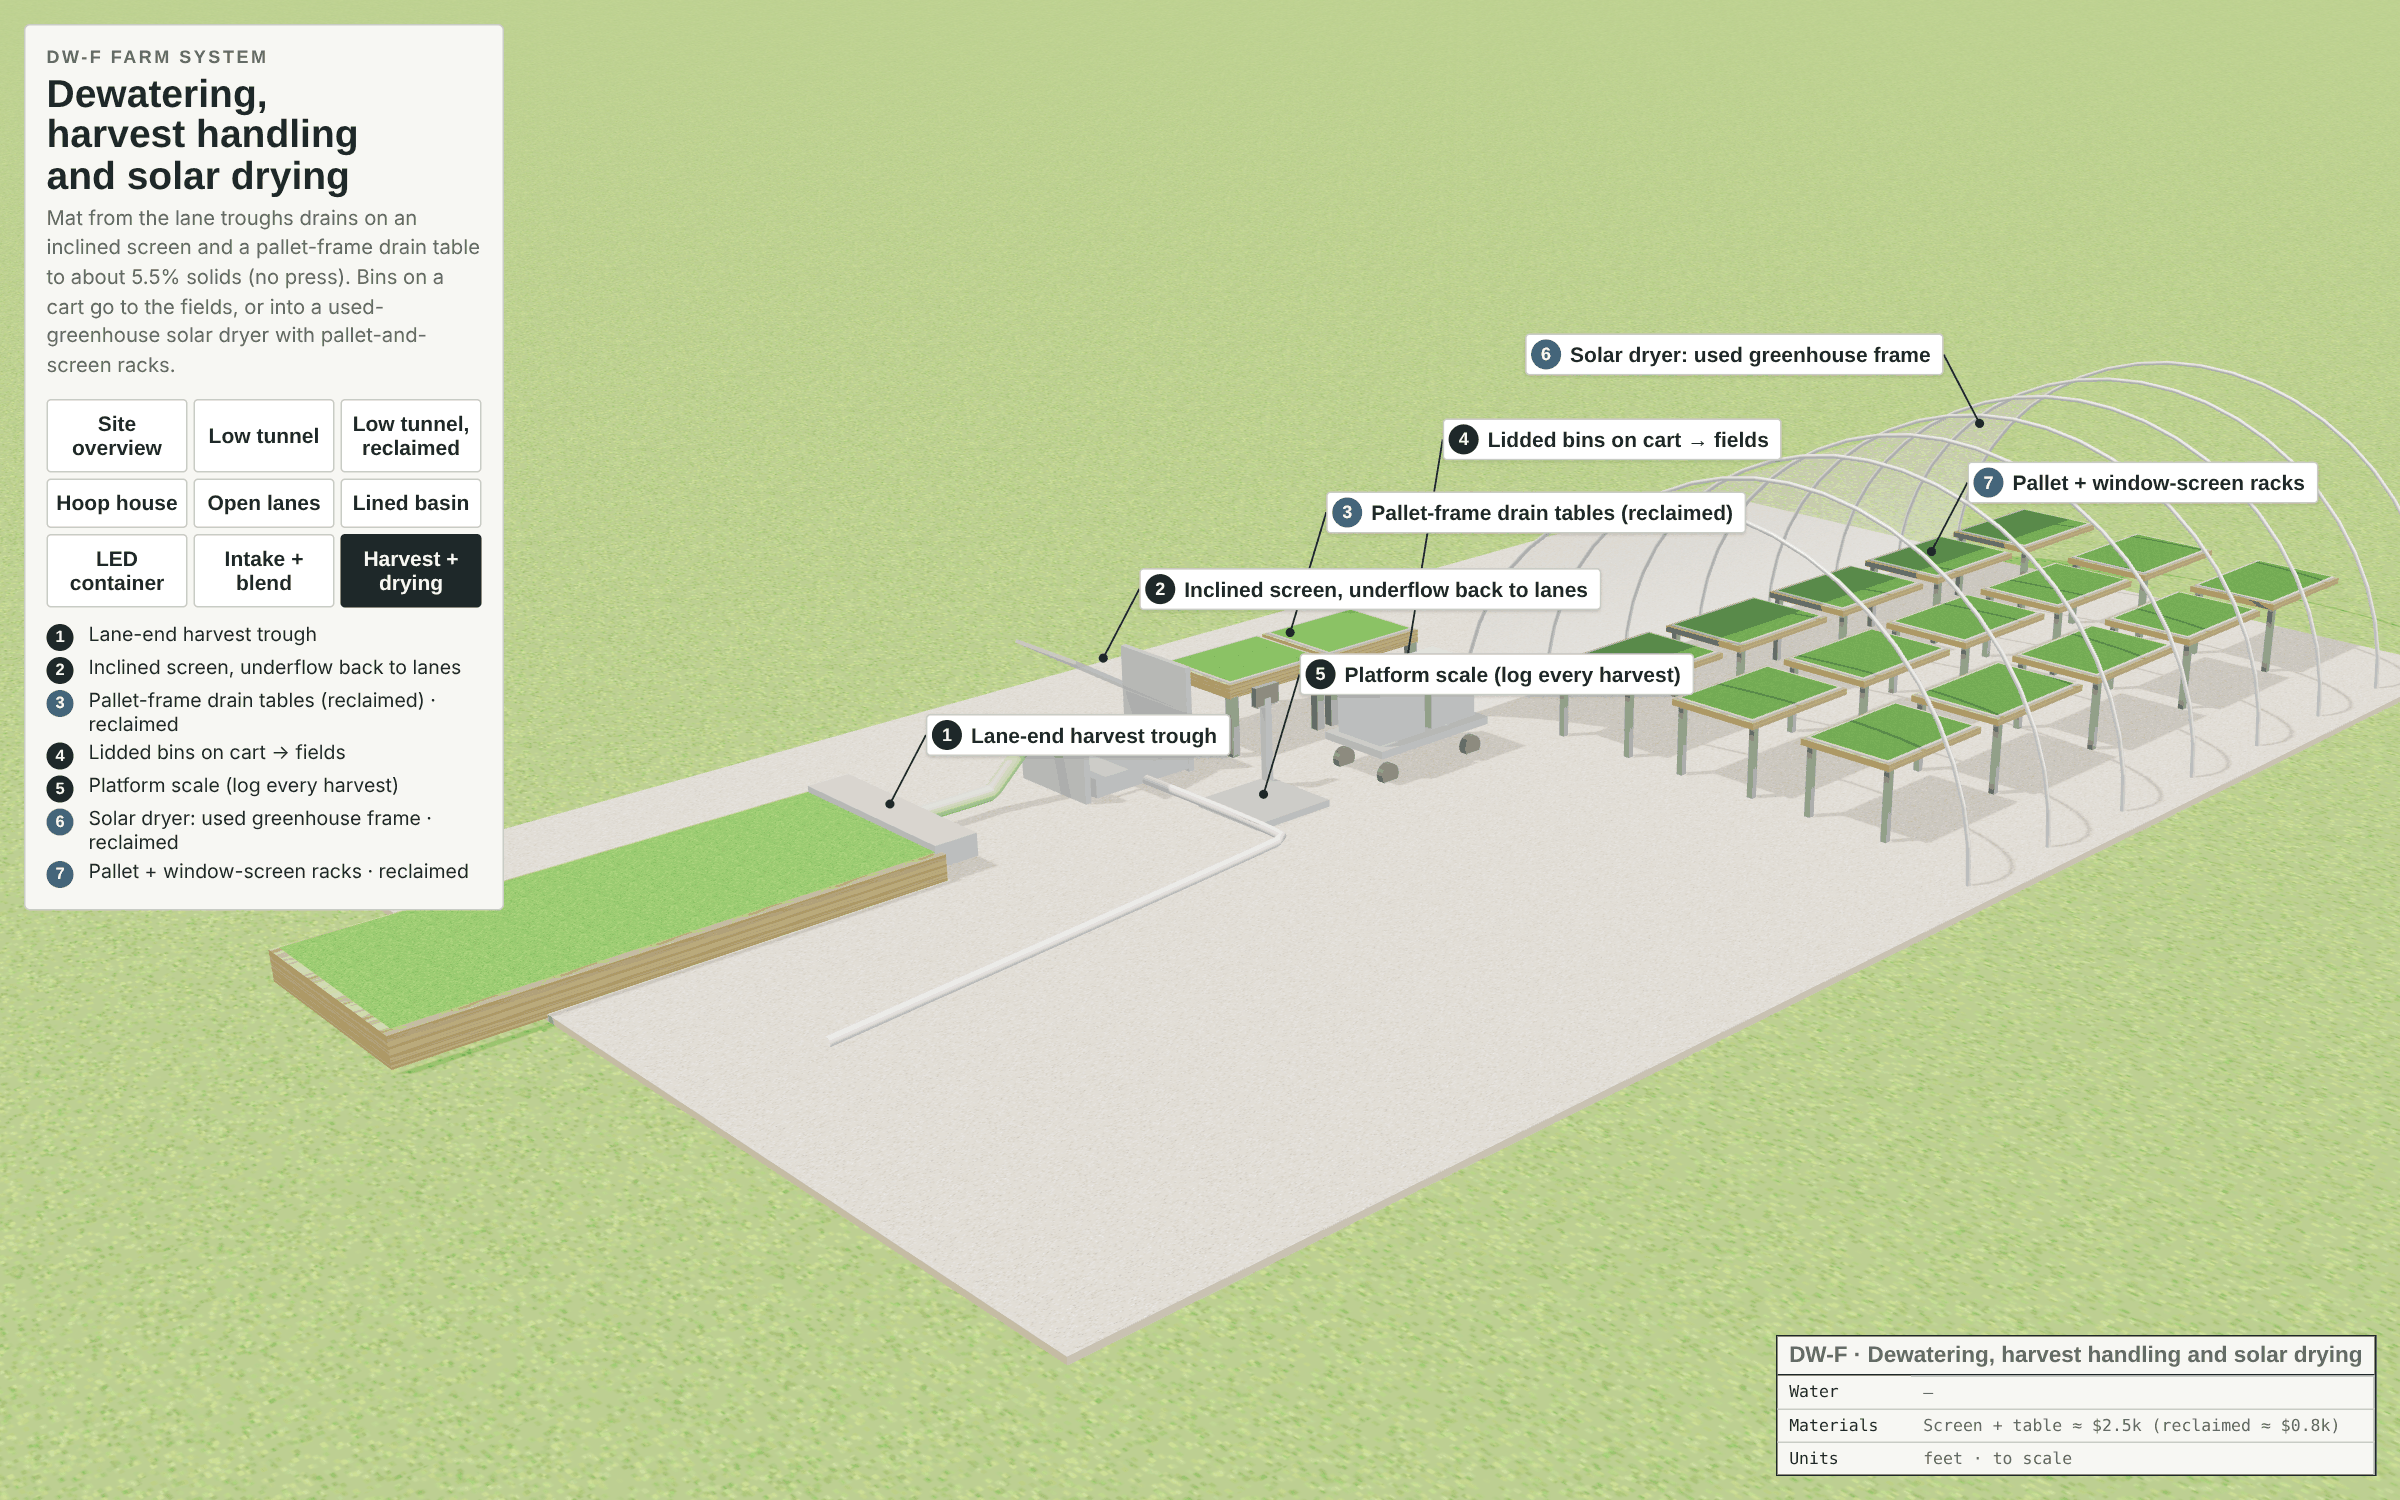 DW-F FARM SYSTEM
Dewatering,
harvest handling
and solar drying
Mat from the lane troughs drains on an
inclined screen and a pallet-frame drain table
to about 5.5% solids (no press). Bins on a
cart go to the fields, or into a used-
greenhouse solar dryer with pallet-and-
screen racks.
Site
overview
Low tunnel
Low tunnel,
reclaimed
Hoop house
Open lanes
Lined basin
LED
container
Intake +
blend
Harvest +
drying
1 Lane-end harvest trough
2 Inclined screen, underflow back to lanes
3 Pallet-frame drain tables (reclaimed) ·
reclaimed
4 Lidded bins on cart → fields
5 Platform scale (log every harvest)
6 Solar dryer: used greenhouse frame ·
reclaimed
7 Pallet + window-screen racks · reclaimed
6 Solar dryer: used greenhouse frame
4 Lidded bins on cart → fields
7 Pallet + window-screen racks
3 Pallet-frame drain tables (reclaimed)
2 Inclined screen, underflow back to lanes
5 Platform scale (log every harvest)
1 Lane-end harvest trough
DW-F · Dewatering, harvest handling and solar drying
Water —
Materials Screen + table ≈ $2.5k (reclaimed ≈ $0.8k)
Units feet · to scale